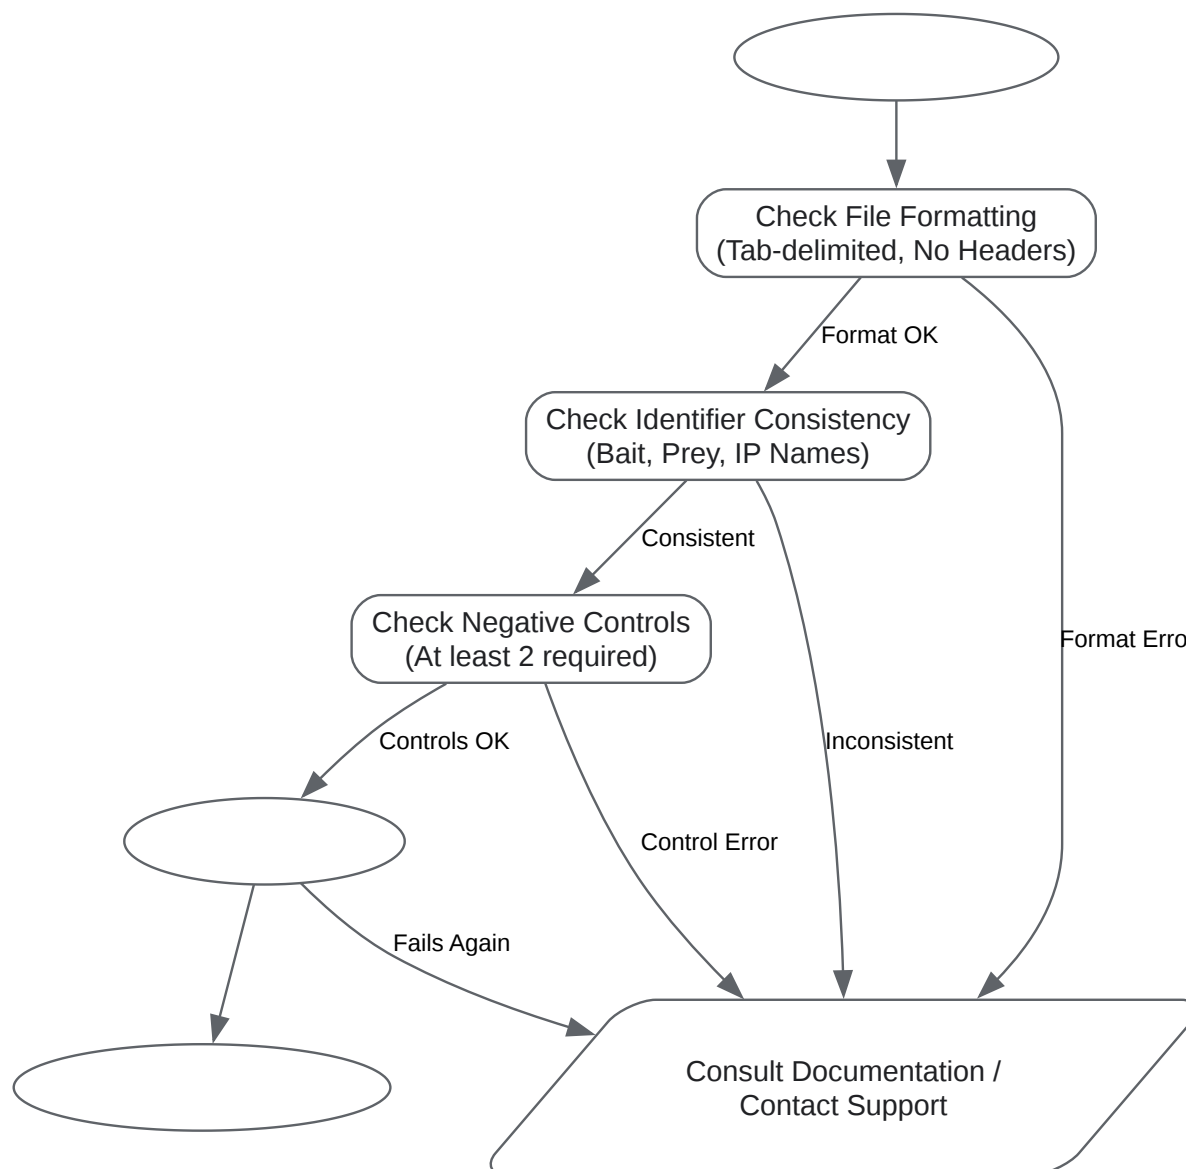 Check File Formatting
(Tab-delimited, No Headers)
Format OK
Check Identifier Consistency
(Bait, Prey, IP Names)
Consistent
Check Negative Controls
(At least 2 required)
Format Erro
Controls OK
Inconsistent
Control Error
Fails Again
Consult Documentation /
Contact Support